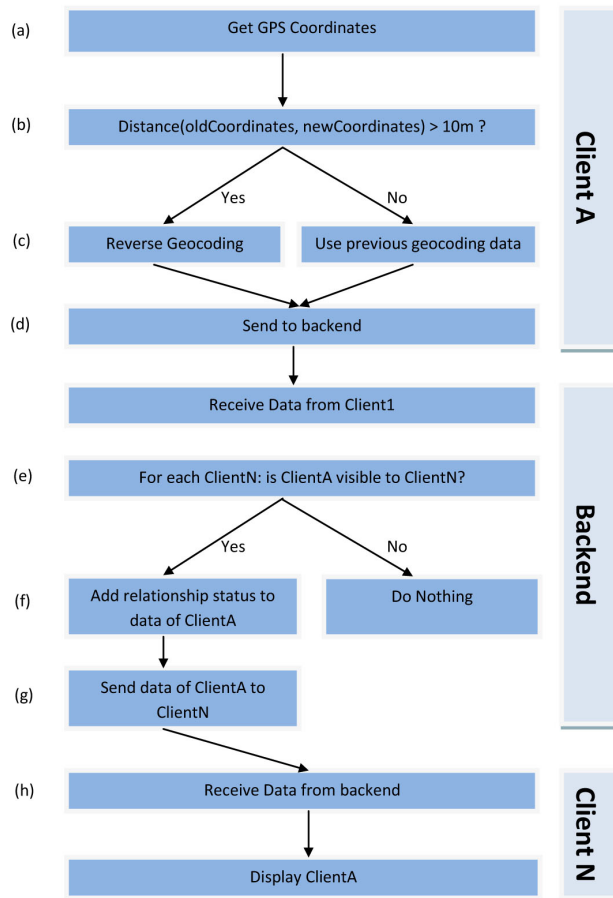 (a)
Get GPS Coordinates
(b)
Distance(oldCoordinates, newCoordinates) > 10m ?
Yes
No
(c)
Reverse Geocoding
Use previous geocoding data
(d)
Send to backend
Client A
Receive Data from Client1
(e)
For each ClientN: is ClientA visible to ClientN?
Yes
No
(f)
Add relationship status to
data of ClientA
Do Nothing
(g)
Send data of ClientA to
ClientN
Backend
(h)
Receive Data from backend
Display ClientA
Client N